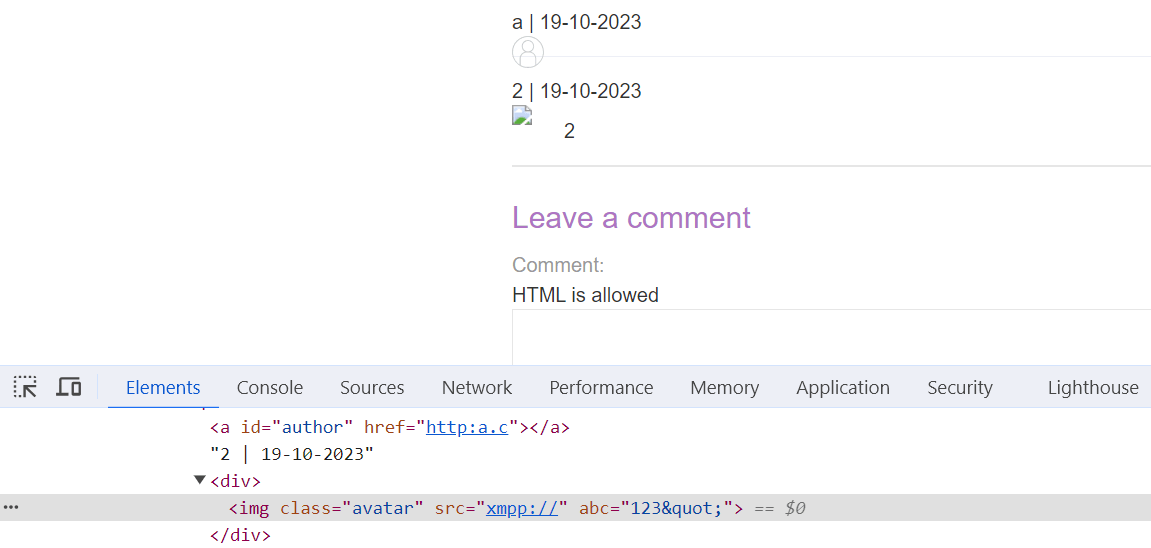 a | 19-10-2023
2 | 19-10-2023
2
Leave a comment
Comment:
HTML is allowed
Elements Console Sources Network Performance Memory Application Security Lighthouse
<a id="author" href="http:a.c"></a>
"2 | 19-10-2023"
▼<div>
••• <img class="avatar" src="xmpp://" abc="123&quot;"> == $0
</div>